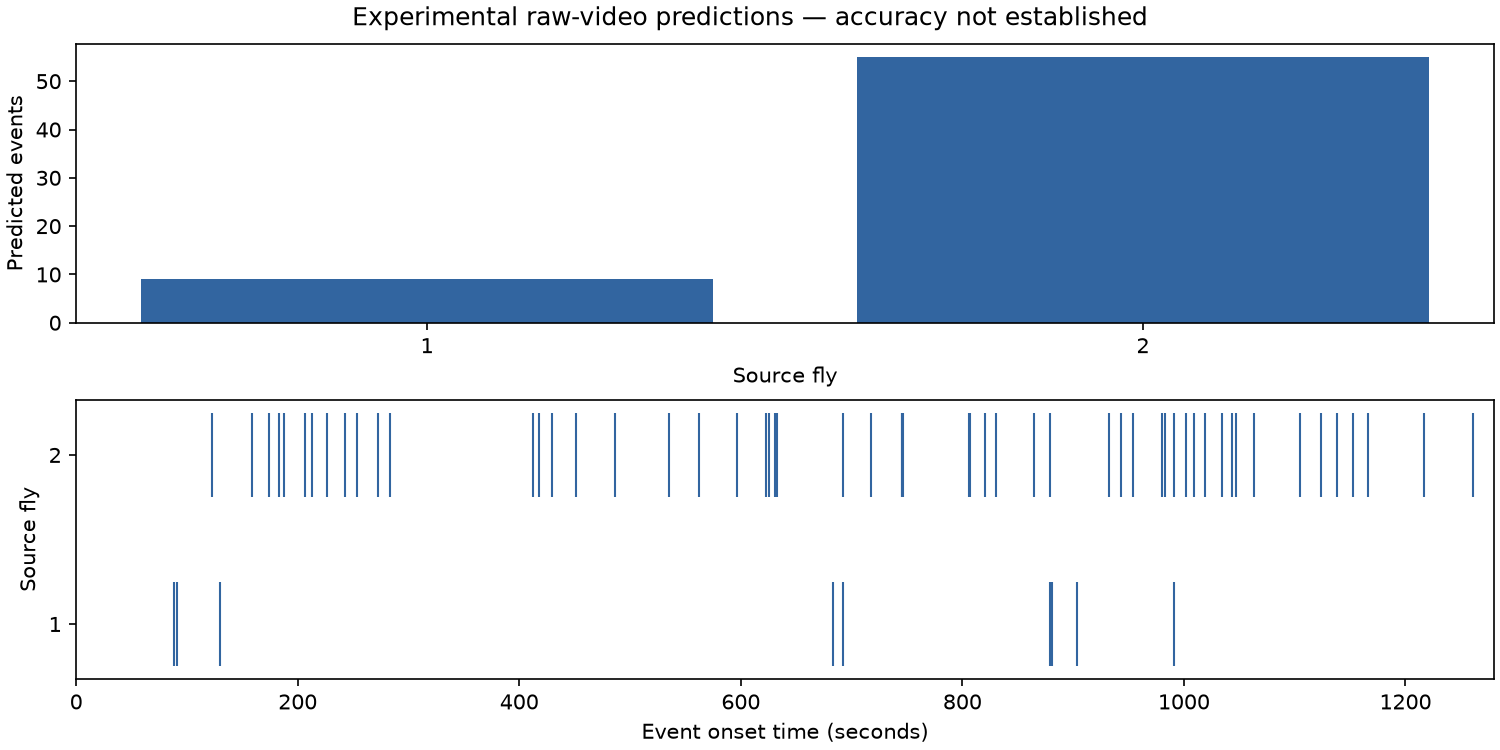 Experimental raw-video predictions — accuracy not established
Predicted events
50
40
30
20
10
0
1 2
Source fly
Source fly
2
1
0 200 400 600 800 1000 1200
Event onset time (seconds)